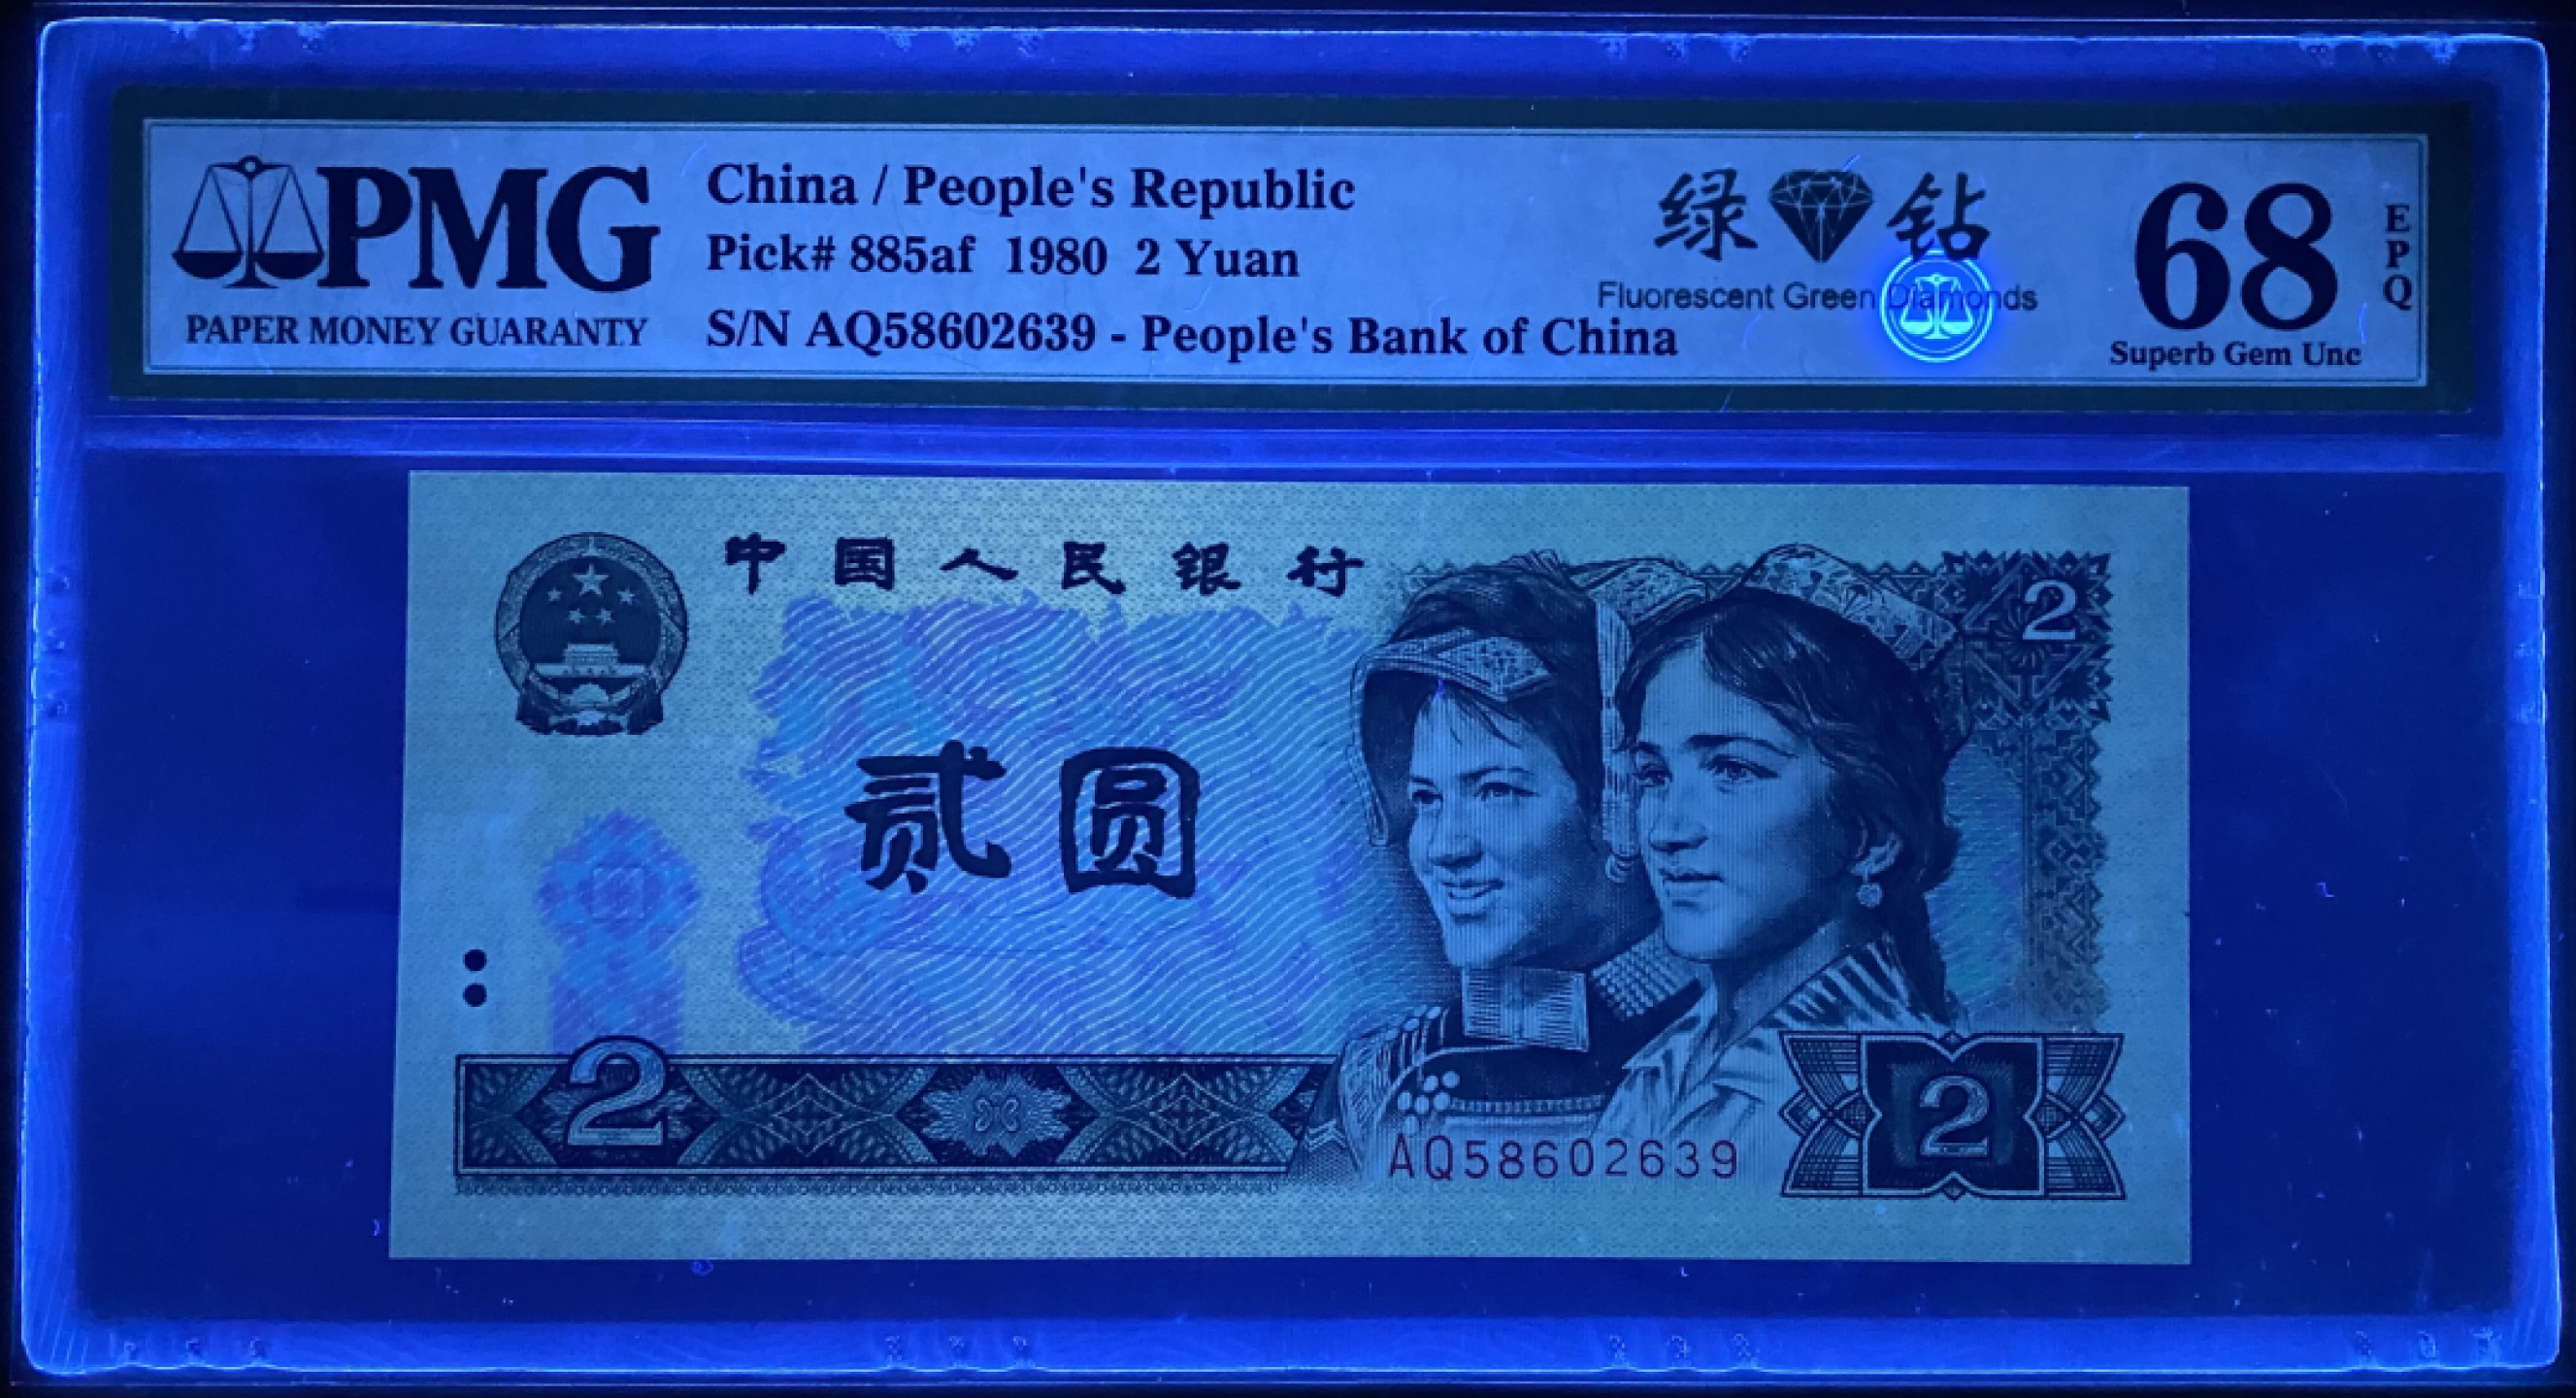 PMG
PAPER MONEY GUARANTY
China / People's Republic
Pick# 885af 1980 2 Yuan
S/N AQ58602639 - People's Bank of China
绿 钻
Fluorescent Green Diamonds
68
EPQ
Superb Gem Unc
中国人民银行
2
贰圆
2
AQ58602639
2